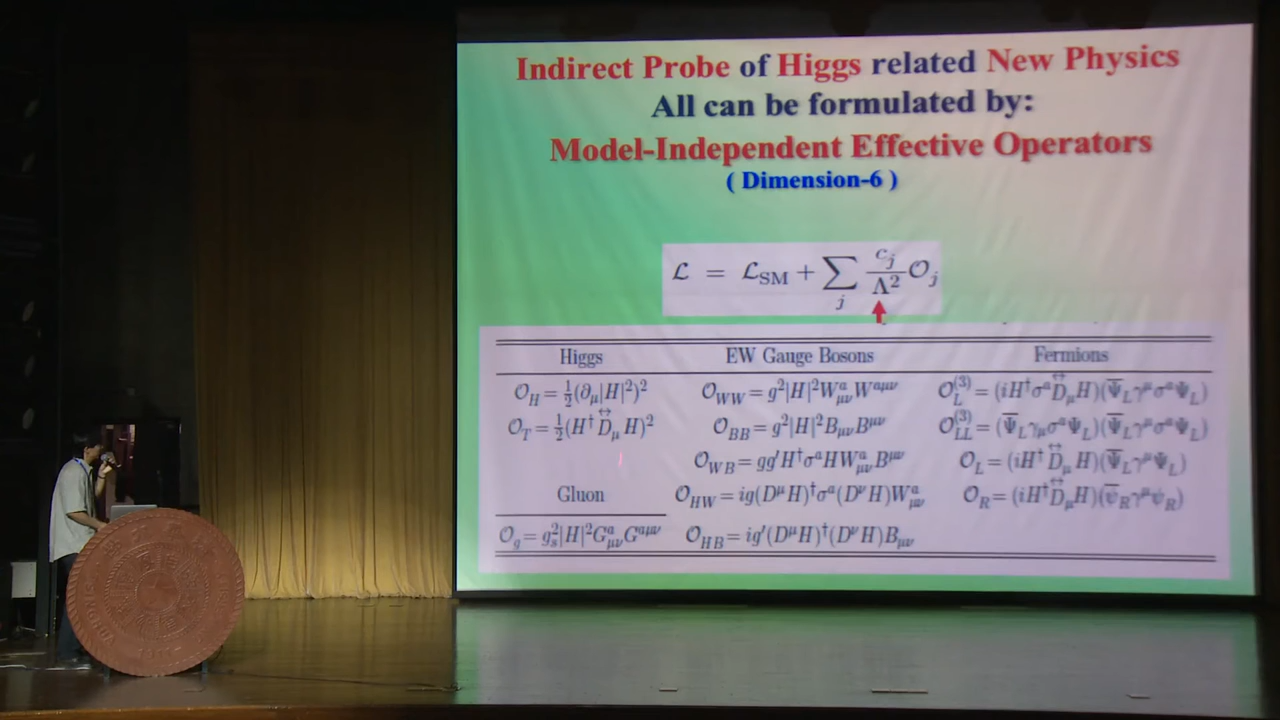 Indirect Probe of Higgs related New Physics
All can be formulated by:
Model-Independent Effective Operators
( Dimension-6 )
ℒ = ℒ_SM + ∑_j c_j/Λ² 𝒪_j
Higgs EW Gauge Bosons Fermions
𝒪_H = ½(∂_μ|H|²)² 𝒪_WW = g²|H|²W^a_μν W^aμν 𝒪_L^(3) = (iH†σ^a D↔_μ H)(Ψ̄_L γ^μ σ^a Ψ_L)
𝒪_T = ½(H† D↔_μ H)² 𝒪_BB = g²|H|²B_μν B^μν 𝒪_LL^(3) = (Ψ̄_L γ_μ σ^a Ψ_L)(Ψ̄_L γ^μ σ^a Ψ_L)
𝒪_WB = gg′H†σ^a H W^a_μν B^μν 𝒪_L = (iH† D↔_μ H)(Ψ̄_L γ^μ Ψ_L)
Gluon 𝒪_HW = ig(D^μ H)†σ^a(D^ν H)W^a_μν 𝒪_R = (iH† D↔_μ H)(ψ̄_R γ^μ ψ_R)
𝒪_g = g_s²|H|²G^a_μν G^aμν 𝒪_HB = ig′(D^μ H)†(D^ν H)B_μν